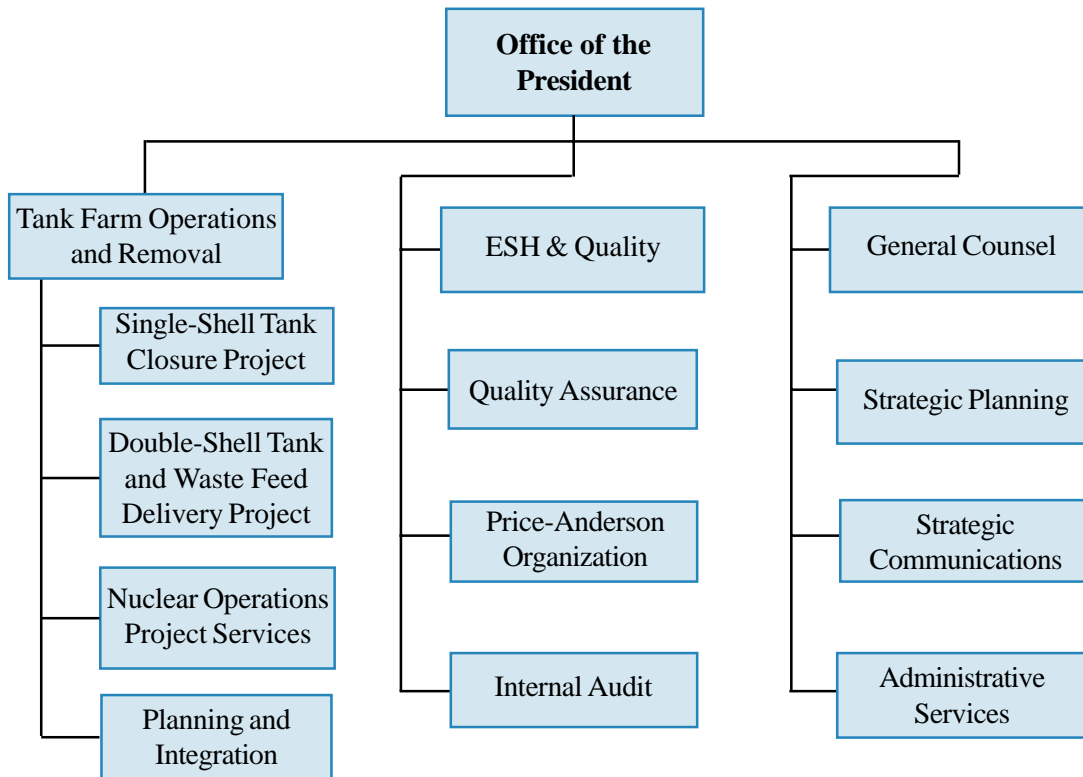 Office of the
President
Tank Farm Operations
and Removal
Single-Shell Tank
Closure Project
Double-Shell Tank
and Waste Feed
Delivery Project
Nuclear Operations
Project Services
Planning and
Integration
ESH & Quality
Quality Assurance
Price-Anderson
Organization
Internal Audit
General Counsel
Strategic Planning
Strategic
Communications
Administrative
Services